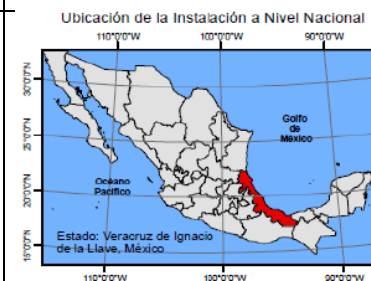 Ubicación de la Instalación a Nivel Nacional
110°0'0"W 100°0'0"W 90°0'0"W
30°0'0"N
25°0'0"N
20°0'0"N
15°0'0"N
Golfo
de
México
Océano
Pacífico
Estado: Veracruz de Ignacio
de la Llave, México
110°0'0"W 100°0'0"W 90°0'0"W